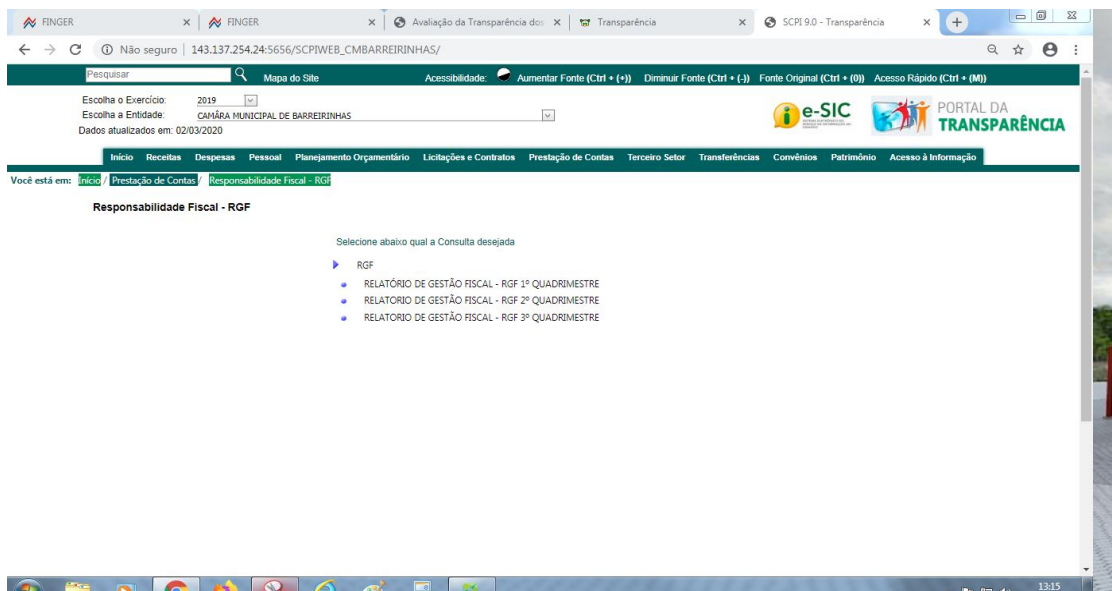 FINGER
FINGER
Avaliação da Transparência dos
Transparência
SCPI 9.0 - Transparência
Não seguro | 143.137.254.24:5656/SCPIWEB_CMBARREIRINHAS/
Pesquisar
Mapa do Site
Acessibilidade:
Aumentar Fonte (Ctrl + (+))
Diminuir Fonte (Ctrl + (-))
Fonte Original (Ctrl + (0))
Acesso Rápido (Ctrl + (M))
Escolha o Exercício: 2019
Escolha a Entidade: CAMÂRA MUNICIPAL DE BARREIRINHAS
Dados atualizados em: 02/03/2020
e-SIC
PORTAL DA
TRANSPARÊNCIA
Início Receitas Despesas Pessoal Planejamento Orçamentário Licitações e Contratos Prestação de Contas Terceiro Setor Transferências Convênios Patrimônio Acesso à Informação
Você está em: Início / Prestação de Contas / Responsabilidade Fiscal - RGF
Responsabilidade Fiscal - RGF
Selecione abaixo qual a Consulta desejada
RGF
RELATÓRIO DE GESTÃO FISCAL - RGF 1º QUADRIMESTRE
RELATORIO DE GESTÃO FISCAL - RGF 2º QUADRIMESTRE
RELATORIO DE GESTÃO FISCAL - RGF 3º QUADRIMESTRE
13:15